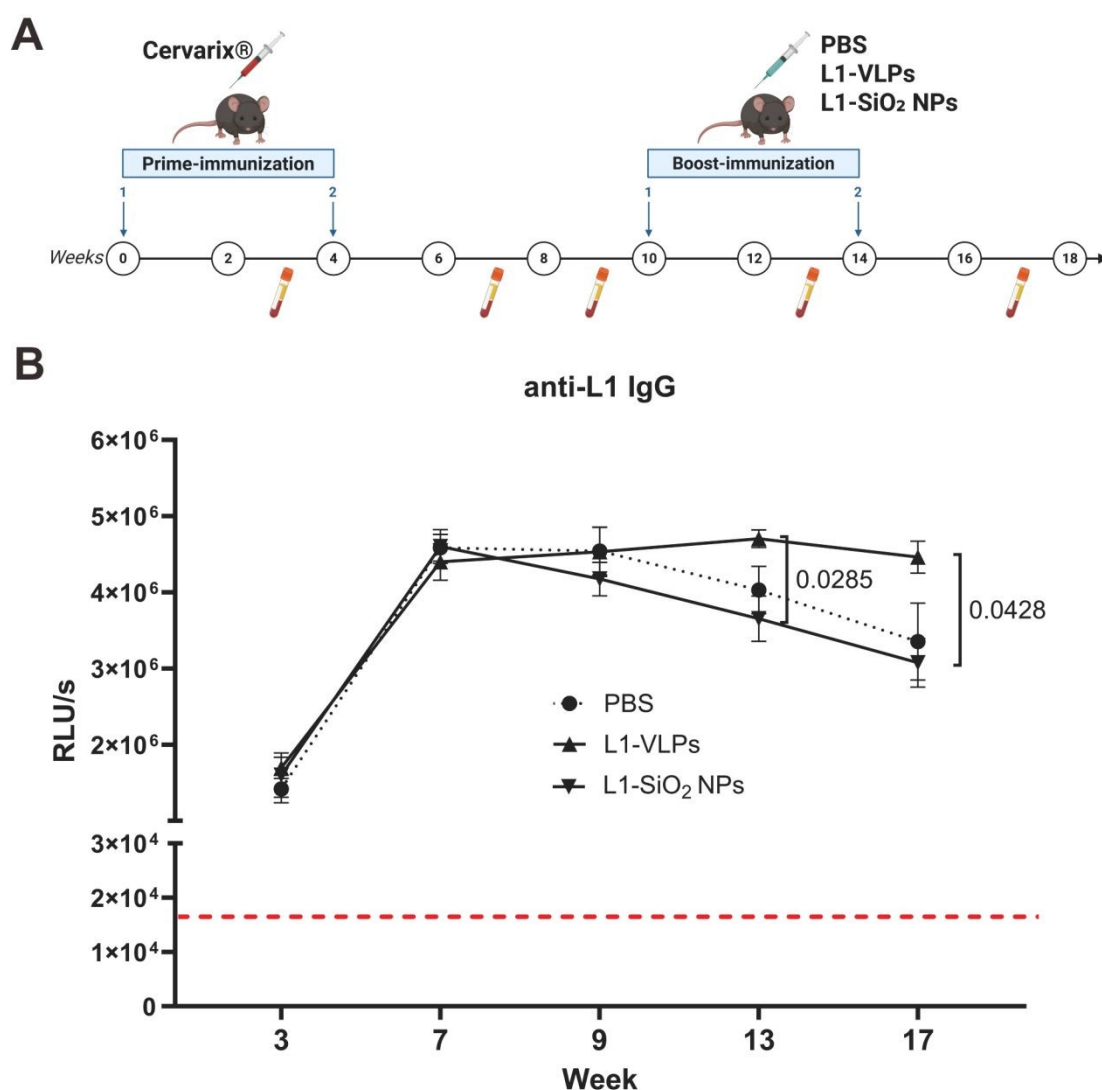 A
Cervarix®
PBS
L1-VLPs
L1-SiO₂ NPs
Prime-immunization
Boost-immunization
1
2
1
2
Weeks 0 2 4 6 8 10 12 14 16 18
B
anti-L1 IgG
6×10⁶
5×10⁶
4×10⁶
3×10⁶
2×10⁶
3×10⁴
2×10⁴
1×10⁴
0
RLU/s
0.0285
0.0428
PBS
L1-VLPs
L1-SiO₂ NPs
3 7 9 13 17
Week